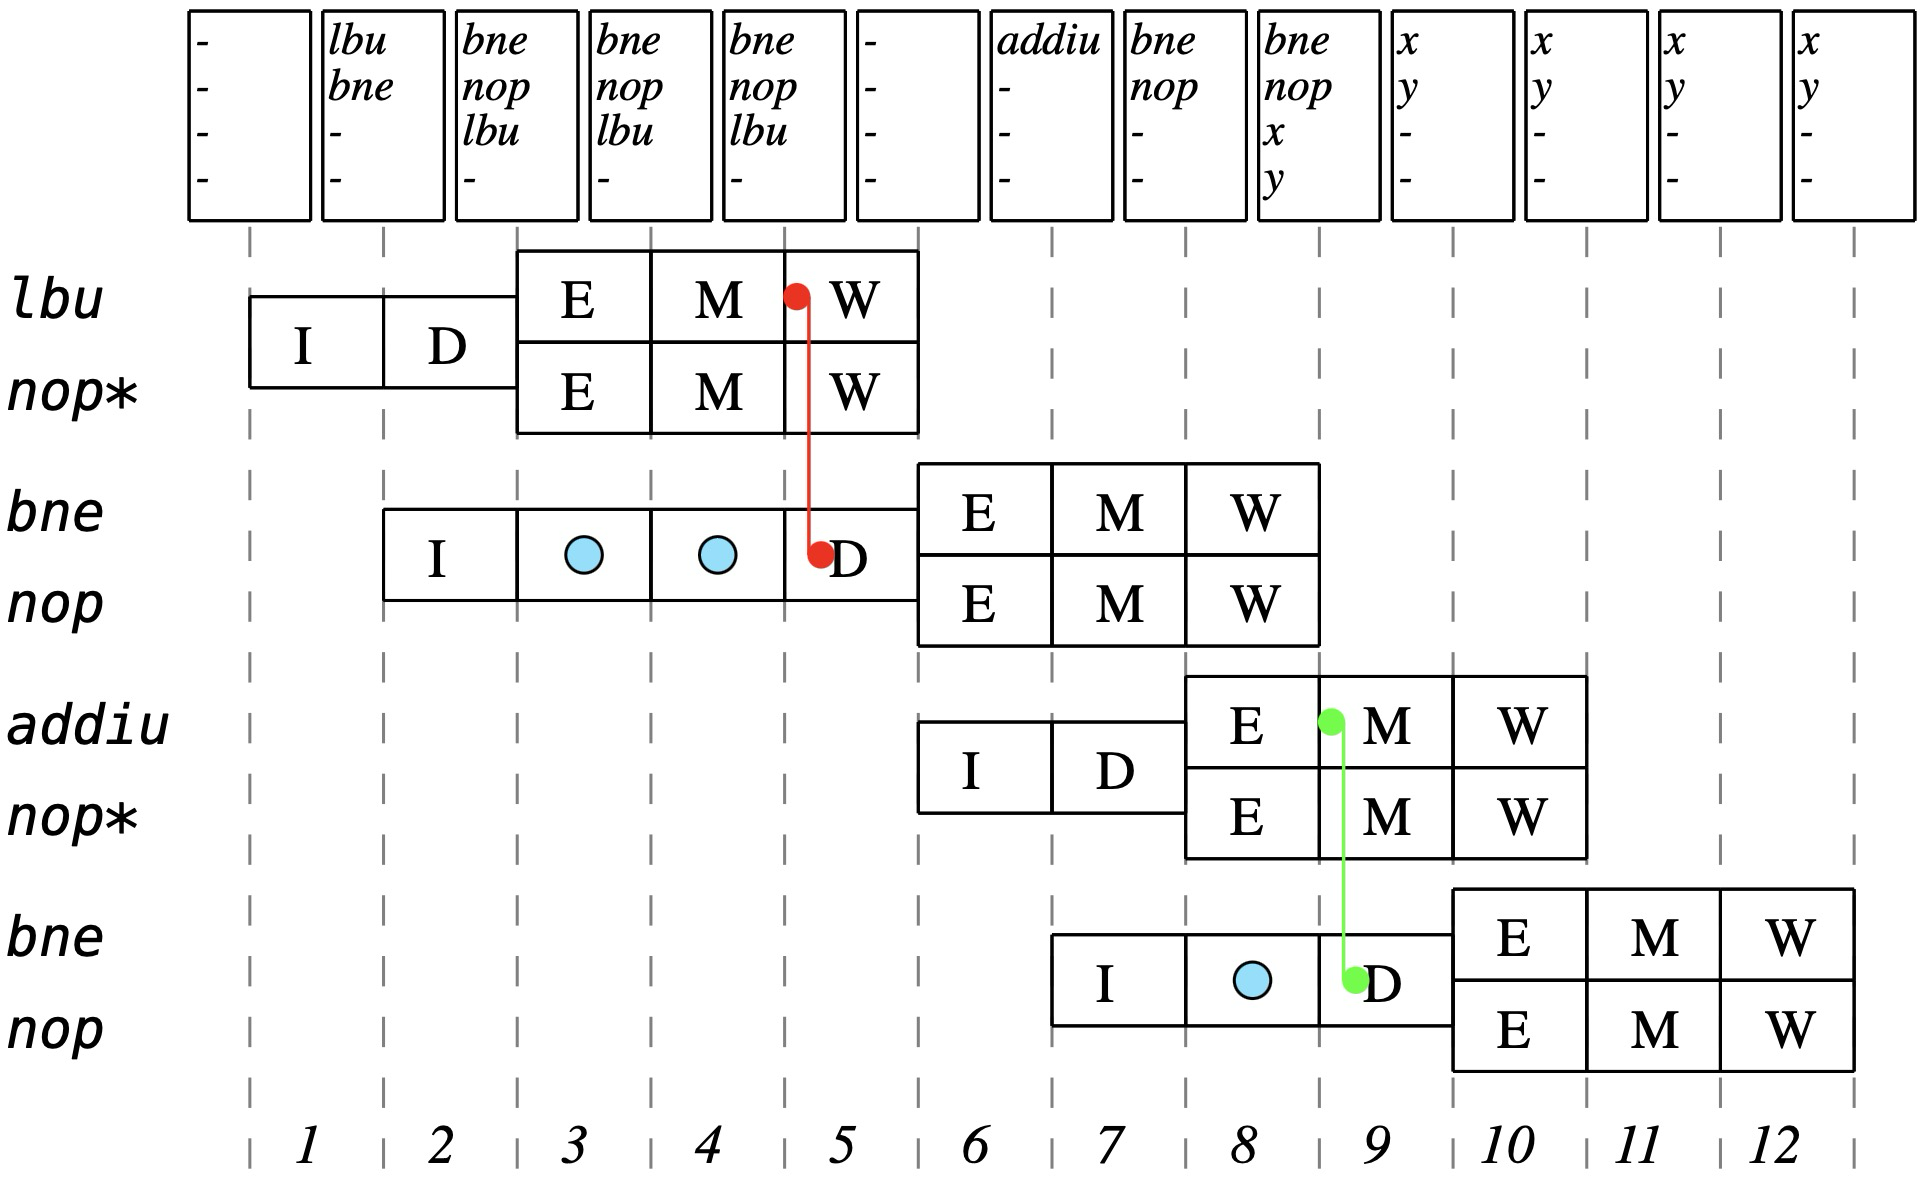 - lbu bne bne bne - addiu bne bne x x x x
- bne nop nop nop - - nop nop y y y y
- - lbu lbu lbu - - - x - - - -
- - - - - - - - y - - - -
lbu E M W
I D
nop* E M W
bne E M W
I D
nop E M W
addiu E M W
I D
nop* E M W
bne E M W
I D
nop E M W
1 2 3 4 5 6 7 8 9 10 11 12